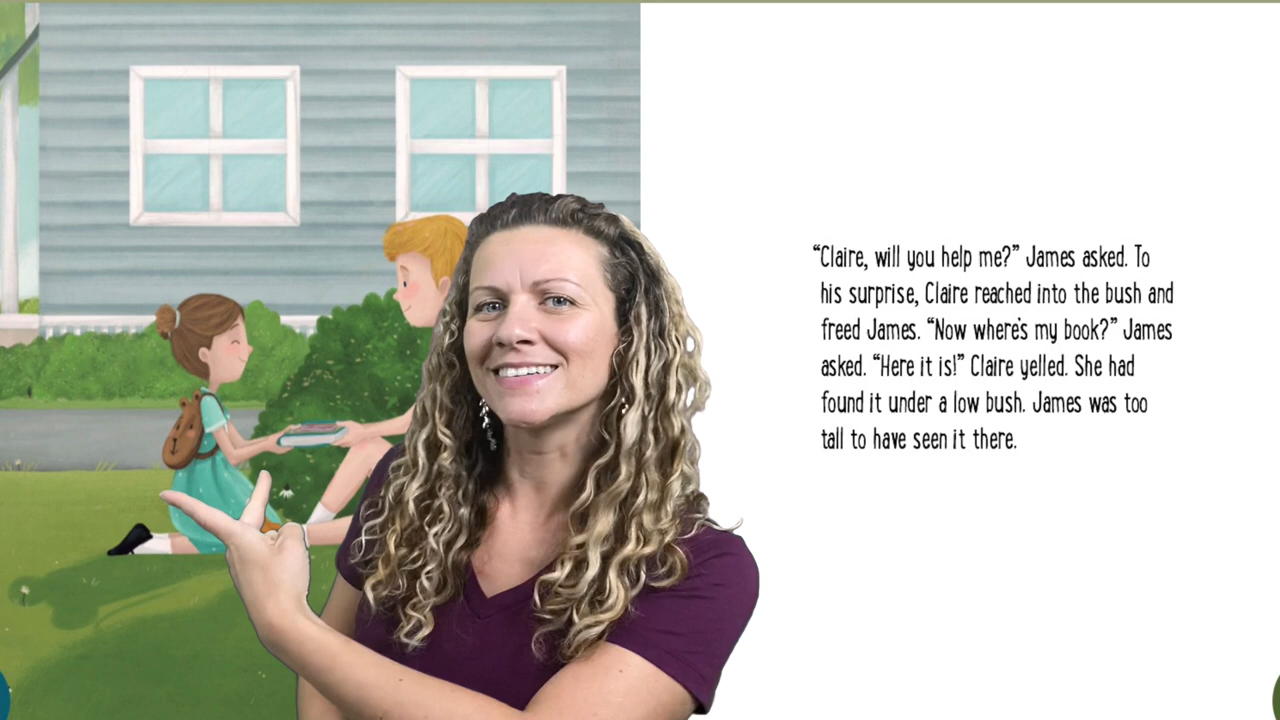 “Claire, will you help me?” James asked. To
his surprise, Claire reached into the bush and
freed James. “Now where's my book?” James
asked. “Here it is!” Claire yelled. She had
found it under a low bush. James was too
tall to have seen it there.